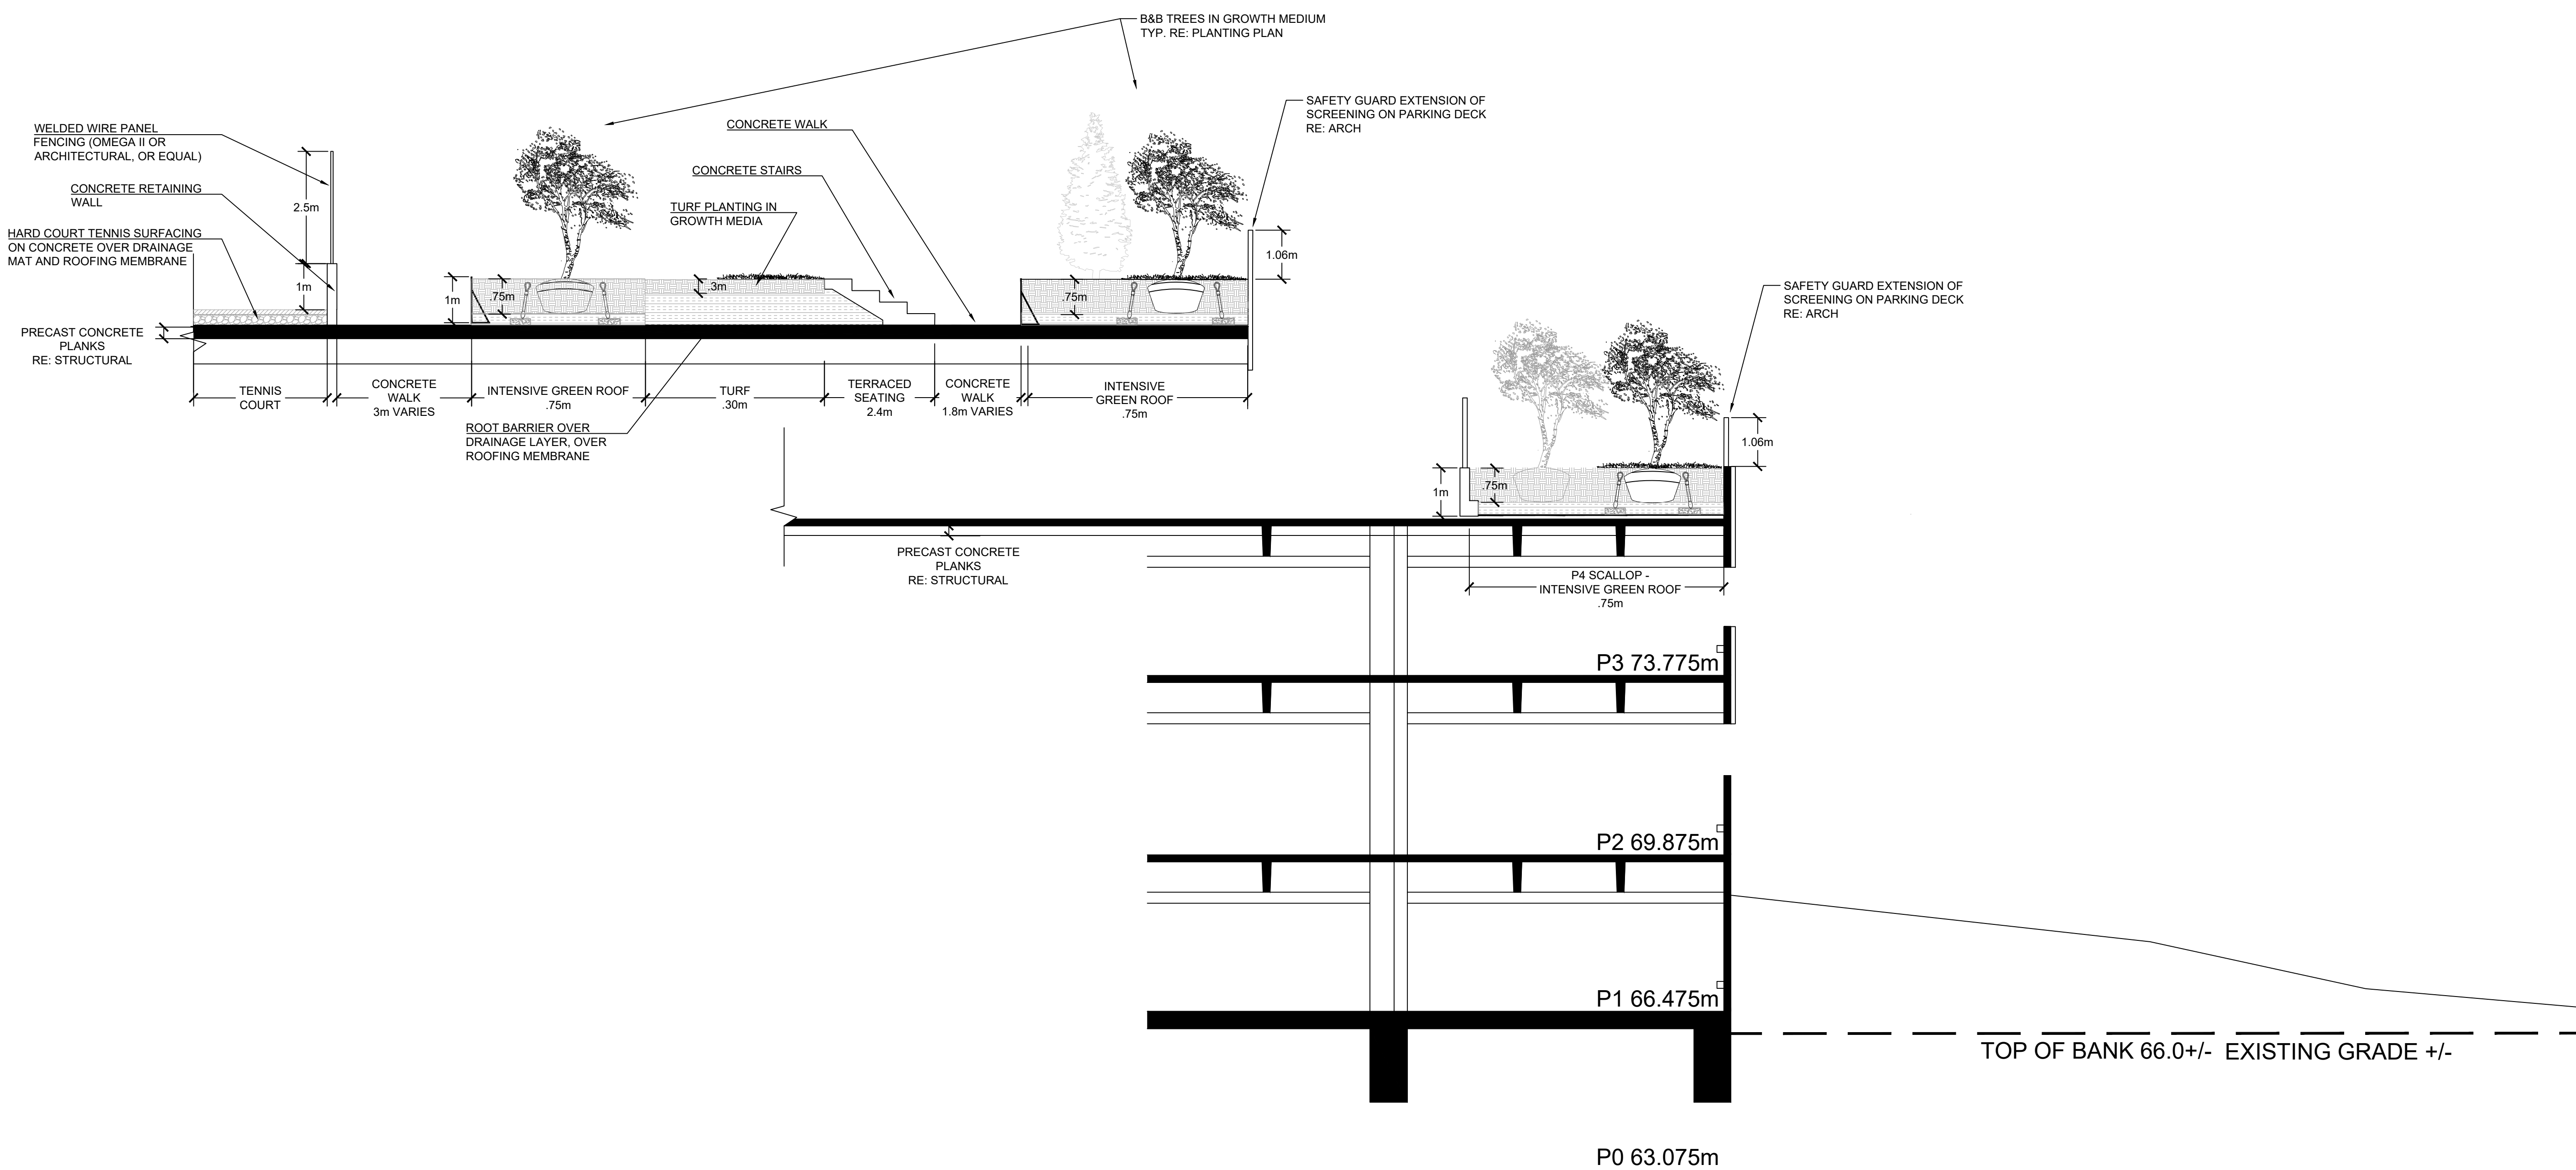 B&B TREES IN GROWTH MEDIUM
TYP. RE: PLANTING PLAN
SAFETY GUARD EXTENSION OF
SCREENING ON PARKING DECK
RE: ARCH
WELDED WIRE PANEL
FENCING (OMEGA II OR
ARCHITECTURAL, OR EQUAL)
CONCRETE WALK
CONCRETE STAIRS
CONCRETE RETAINING
WALL
TURF PLANTING IN
GROWTH MEDIA
2.5m
HARD COURT TENNIS SURFACING
ON CONCRETE OVER DRAINAGE
MAT AND ROOFING MEMBRANE
1.06m
1m
1m
.75m
.3m
.75m
SAFETY GUARD EXTENSION OF
SCREENING ON PARKING DECK
RE: ARCH
PRECAST CONCRETE
PLANKS
RE: STRUCTURAL
TENNIS
COURT
CONCRETE
WALK
3m VARIES
INTENSIVE GREEN ROOF
.75m
TURF
.30m
TERRACED
SEATING
2.4m
CONCRETE
WALK
1.8m VARIES
INTENSIVE
GREEN ROOF
.75m
ROOT BARRIER OVER
DRAINAGE LAYER, OVER
ROOFING MEMBRANE
1.06m
1m
.75m
PRECAST CONCRETE
PLANKS
RE: STRUCTURAL
P4 SCALLOP -
INTENSIVE GREEN ROOF
.75m
P3 73.775m
P2 69.875m
P1 66.475m
TOP OF BANK 66.0+/- EXISTING GRADE +/-
P0 63.075m